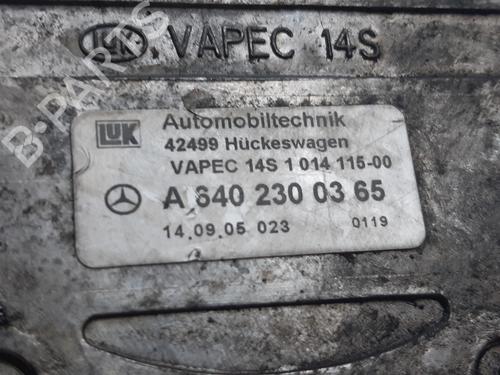 LUK. VAPEC 14S
LUK Automobiltechnik
42499 Hückeswagen
VAPEC 14S 1 014 115-00
A 640 230 03 65
14.09.05 023 0119
B-PARTS